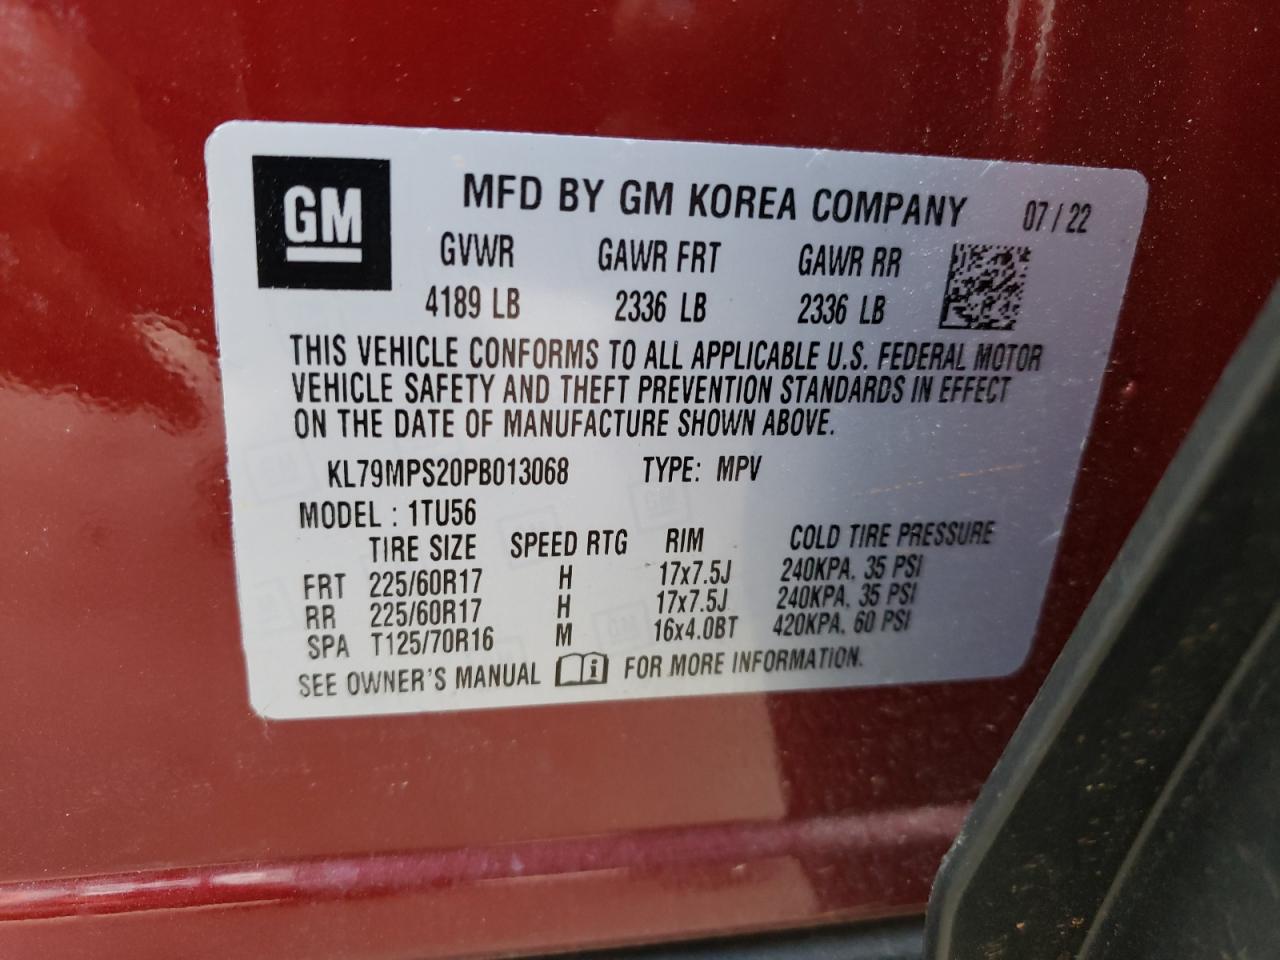 GM MFD BY GM KOREA COMPANY 07 / 22
GVWR GAWR FRT GAWR RR
4189 LB 2336 LB 2336 LB
THIS VEHICLE CONFORMS TO ALL APPLICABLE U.S. FEDERAL MOTOR
VEHICLE SAFETY AND THEFT PREVENTION STANDARDS IN EFFECT
ON THE DATE OF MANUFACTURE SHOWN ABOVE.
KL79MPS20PB013068 TYPE: MPV
MODEL : 1TU56
TIRE SIZE SPEED RTG RIM COLD TIRE PRESSURE
FRT 225/60R17 H 17x7.5J 240KPA, 35 PSI
RR 225/60R17 H 17x7.5J 240KPA, 35 PSI
SPA T125/70R16 M 16x4.0BT 420KPA, 60 PSI
SEE OWNER'S MANUAL i FOR MORE INFORMATION.